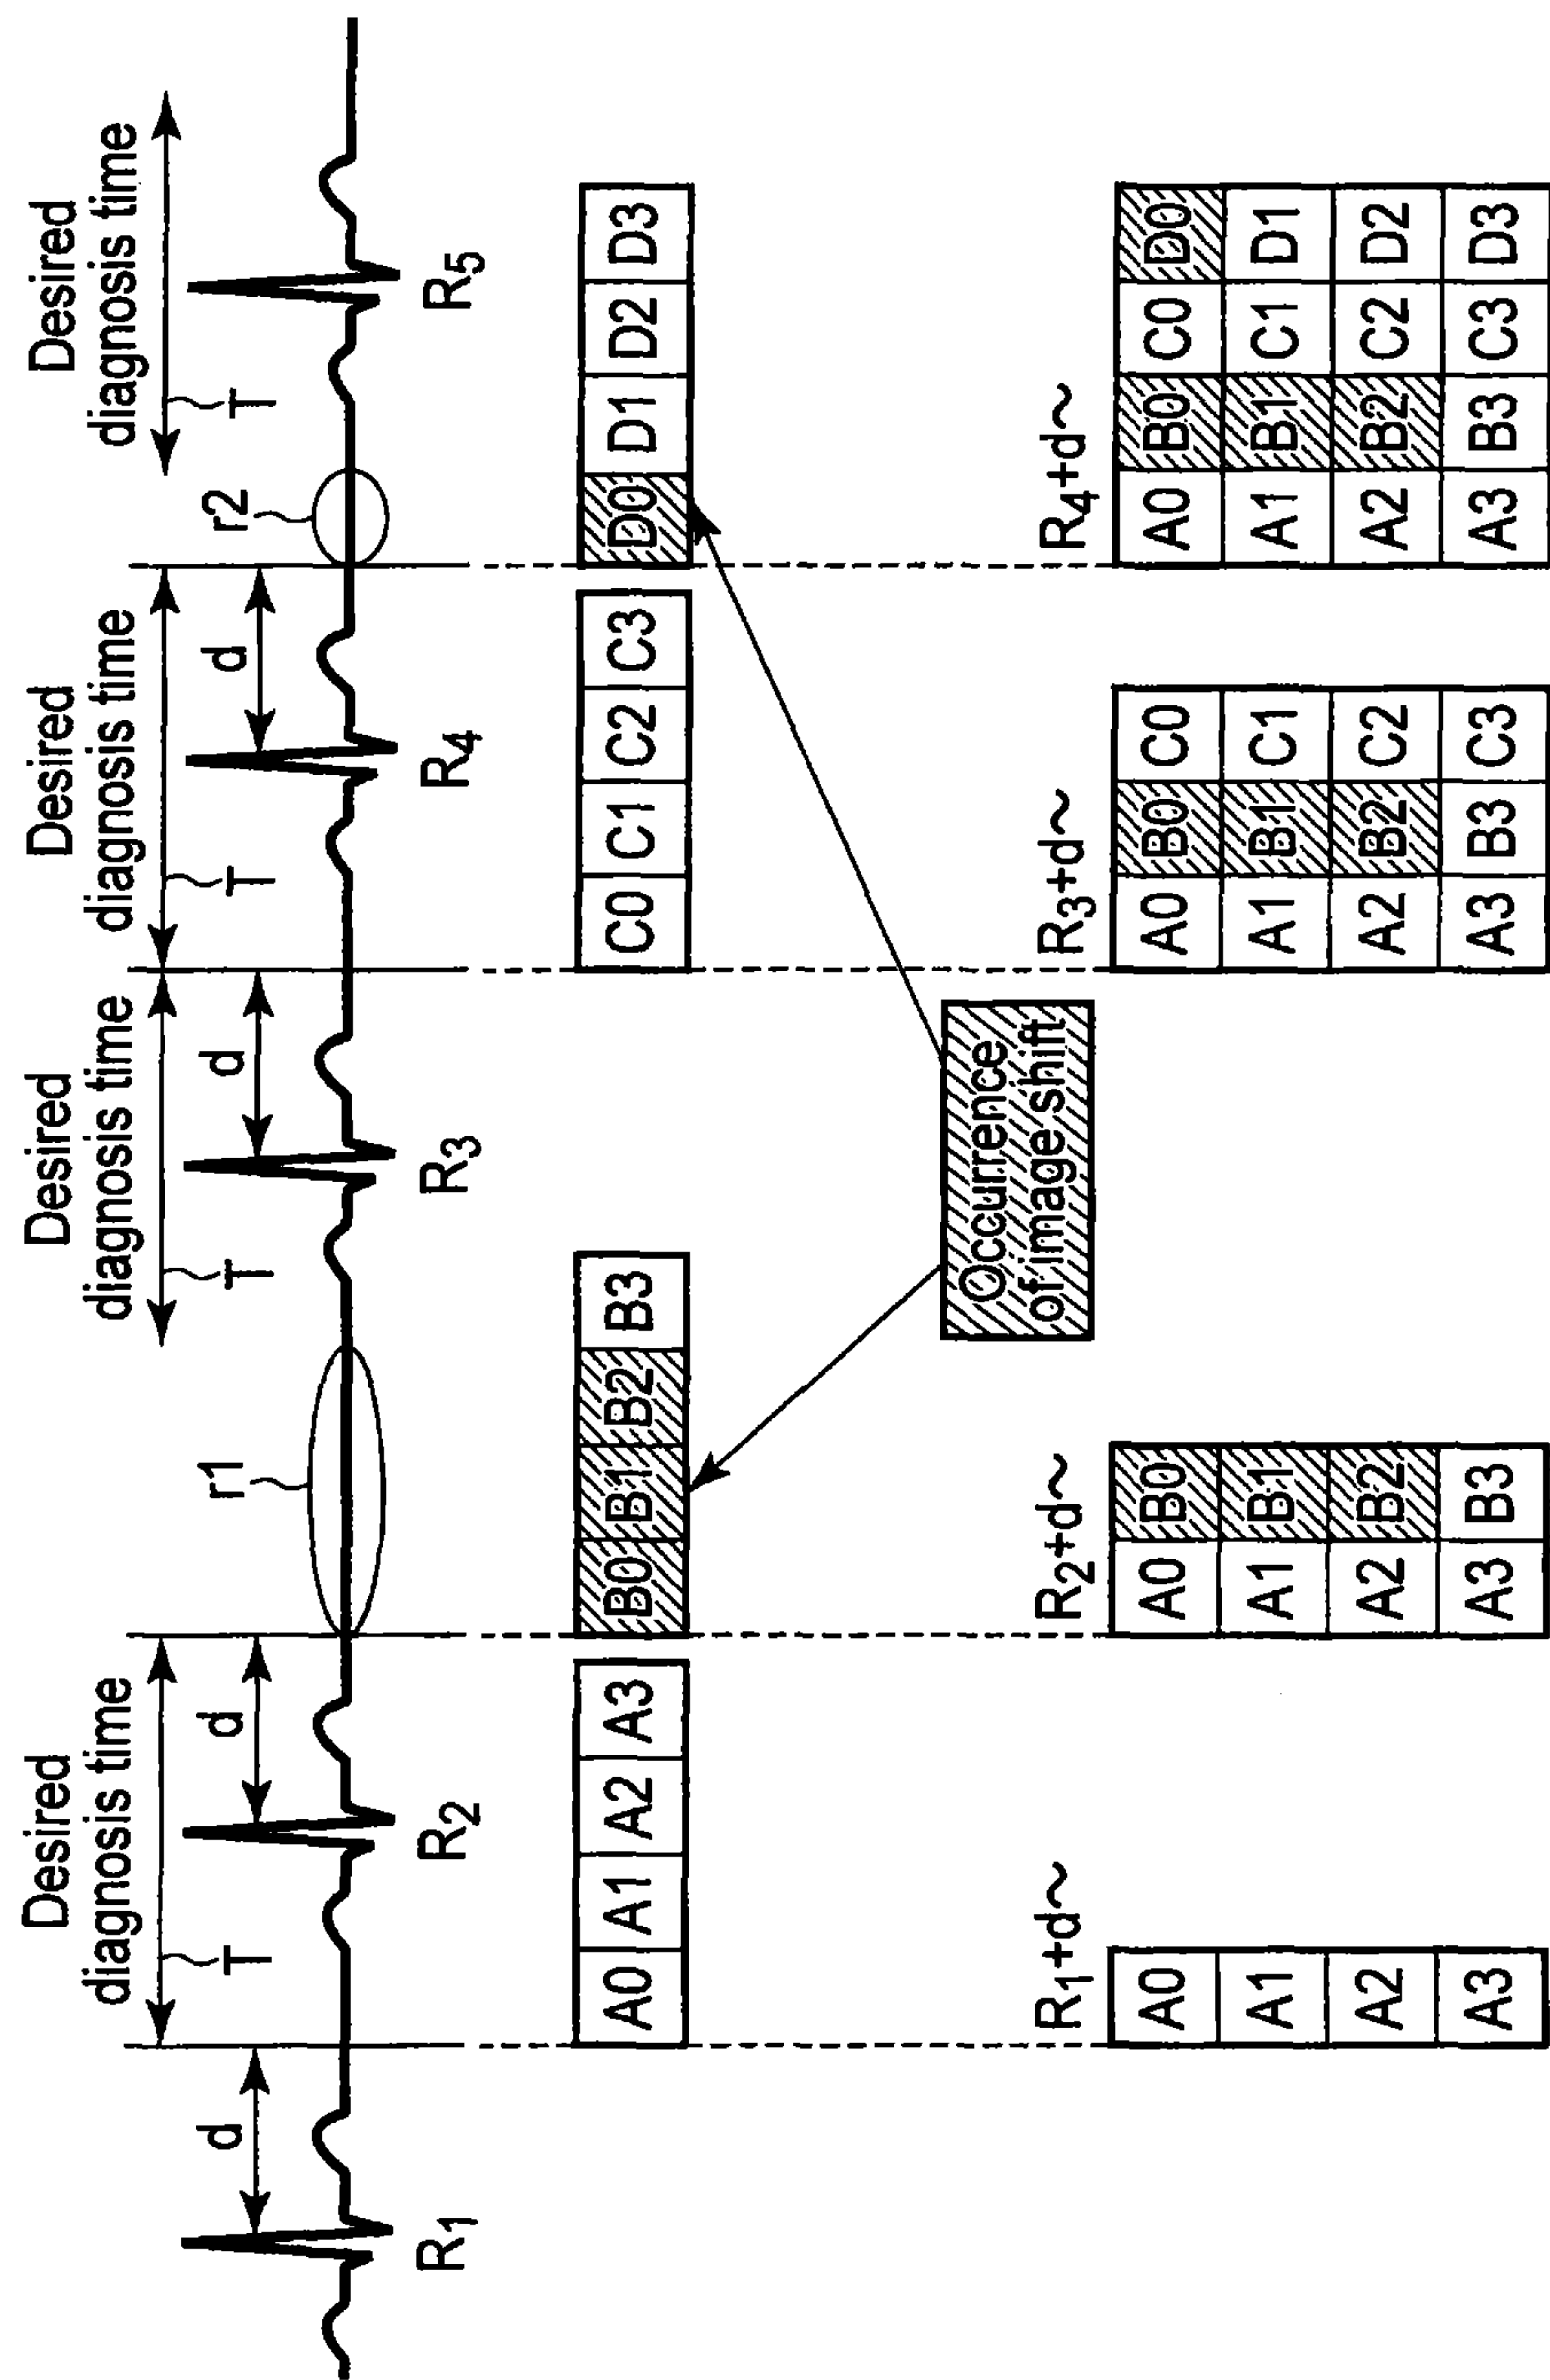 Desired
diagnosis time
Desired
diagnosis time
Desired
diagnosis time
Desired
diagnosis time
T
T
T
T
d
d
d
d
r1
r2
R1
R2
R3
R4
R5
A0 A1 A2 A3
B0 B1 B2 B3
C0 C1 C2 C3
D0 D1 D2 D3
Occurrence
of image shift
R1+d~
A0
A1
A2
A3
R2+d~
A0 B0
A1 B1
A2 B2
A3 B3
R3+d~
A0 B0 C0
A1 B1 C1
A2 B2 C2
A3 B3 C3
R4+d~
A0 B0 C0 D0
A1 B1 C1 D1
A2 B2 C2 D2
A3 B3 C3 D3